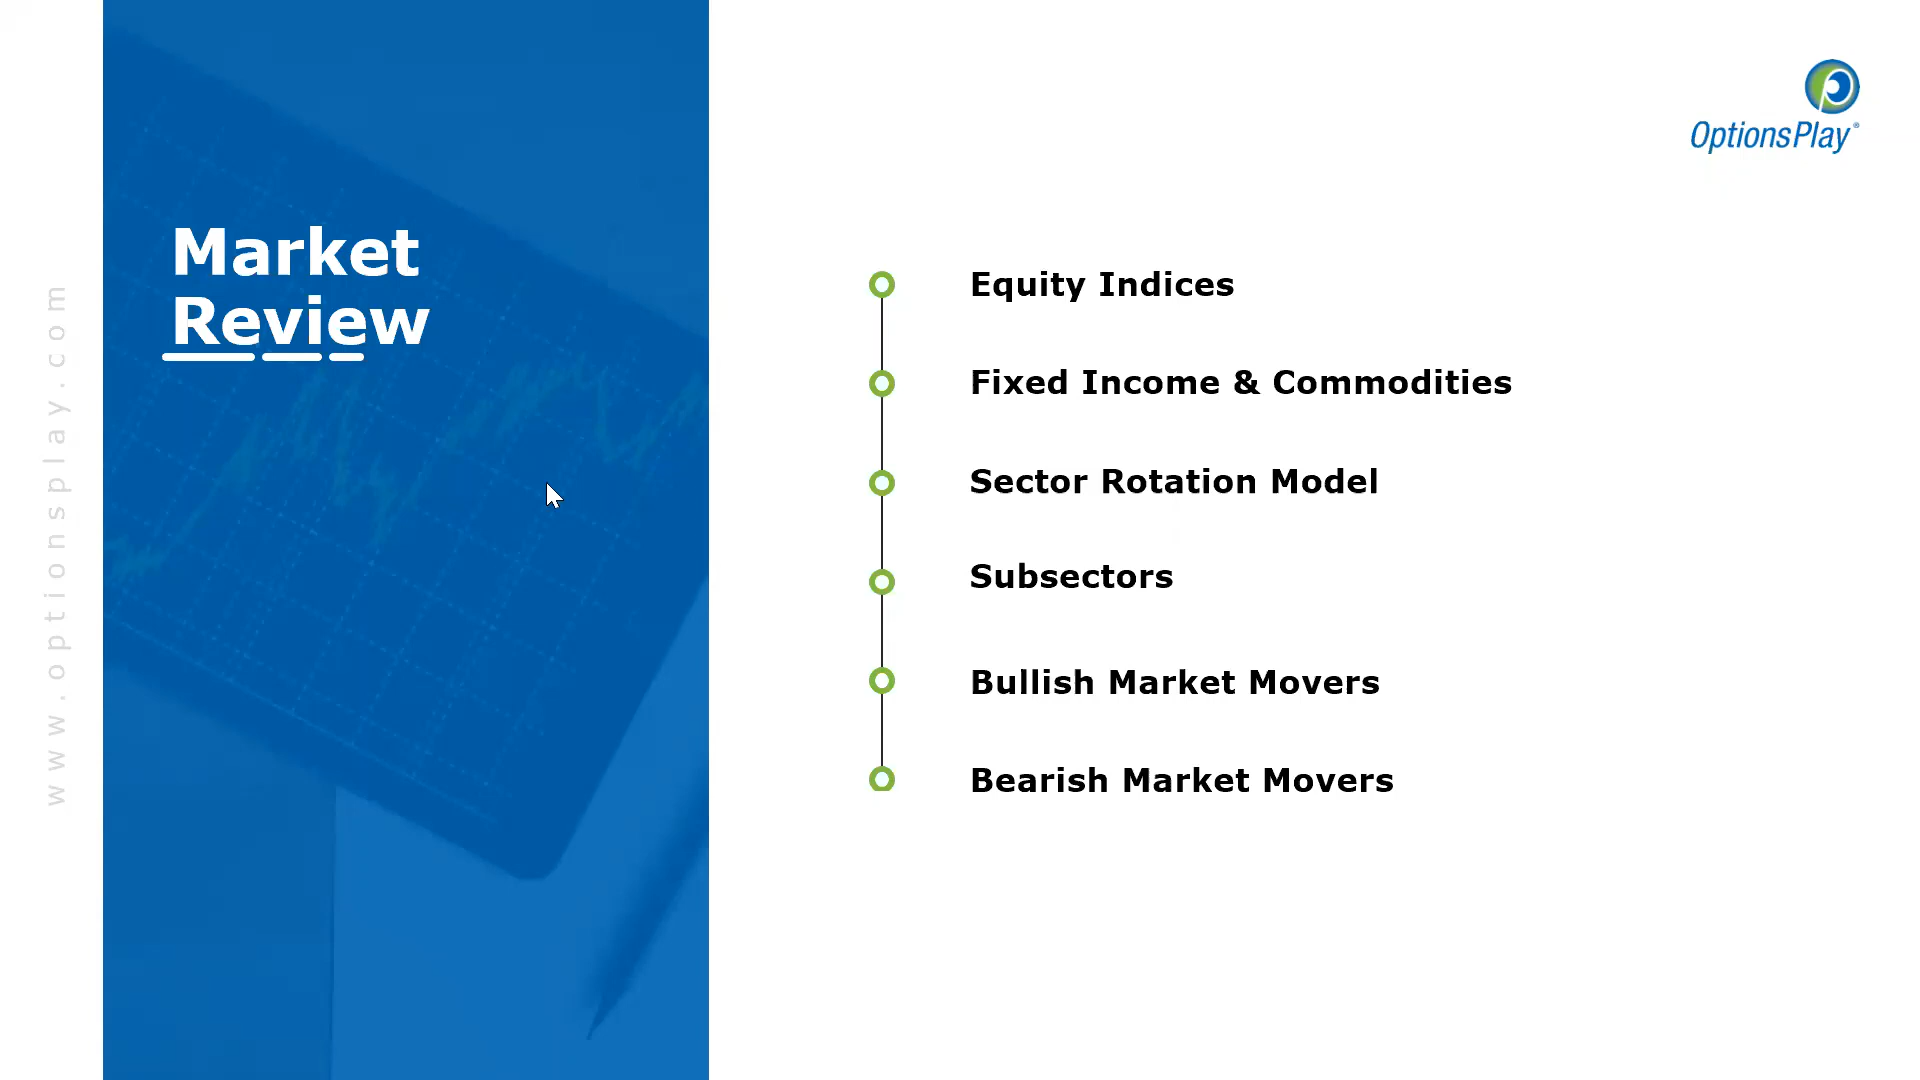 www.optionsplay.com
Market
Review
OptionsPlay®
Equity Indices
Fixed Income & Commodities
Sector Rotation Model
Subsectors
Bullish Market Movers
Bearish Market Movers